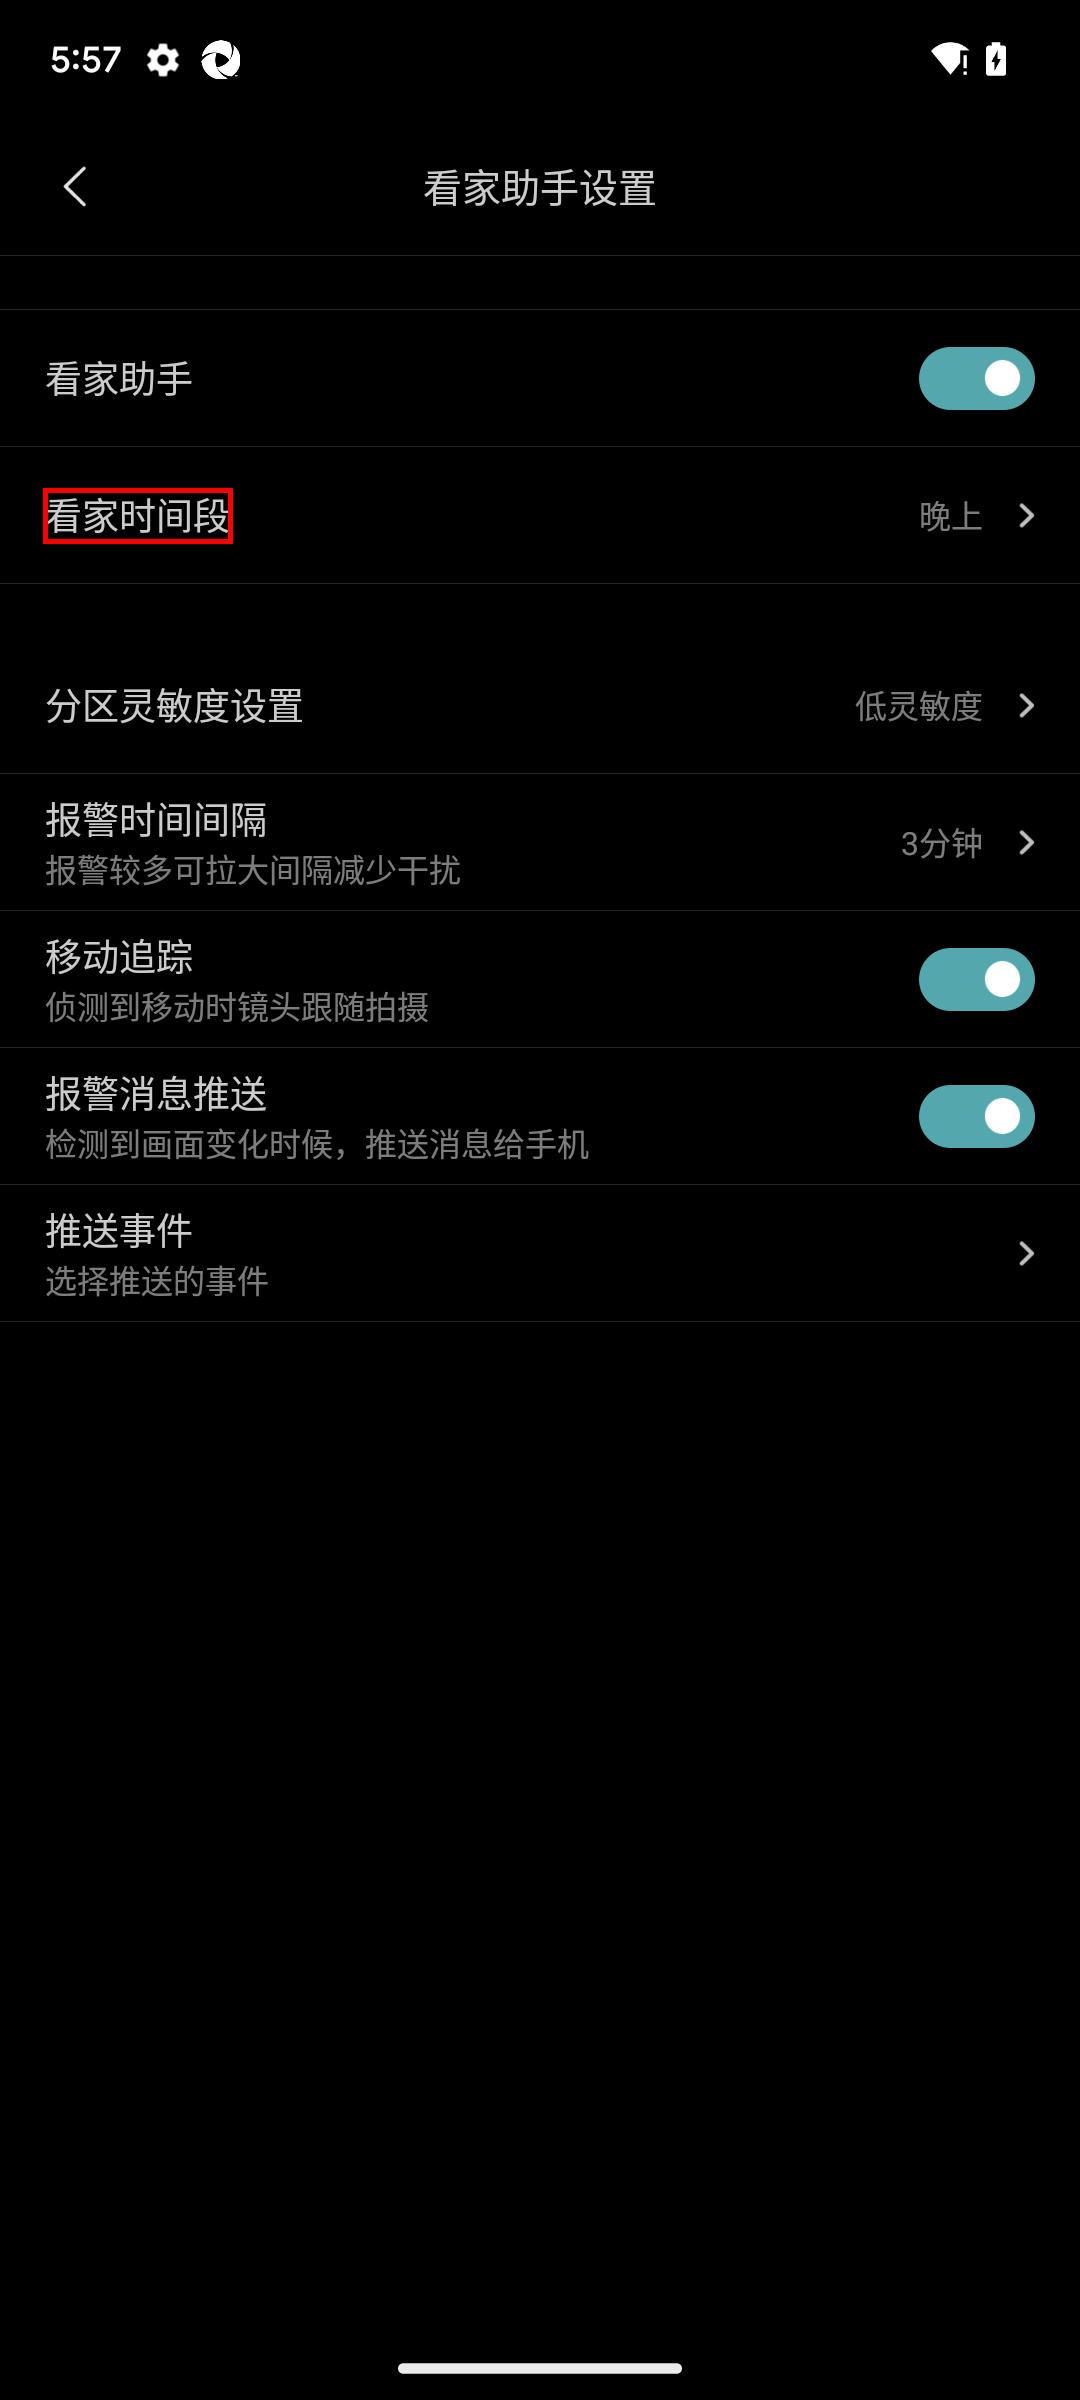 5:57
看家助手设置
看家助手
看家时间段
晚上
分区灵敏度设置
低灵敏度
报警时间间隔
报警较多可拉大间隔减少干扰
3分钟
移动追踪
侦测到移动时镜头跟随拍摄
报警消息推送
检测到画面变化时候，推送消息给手机
推送事件
选择推送的事件